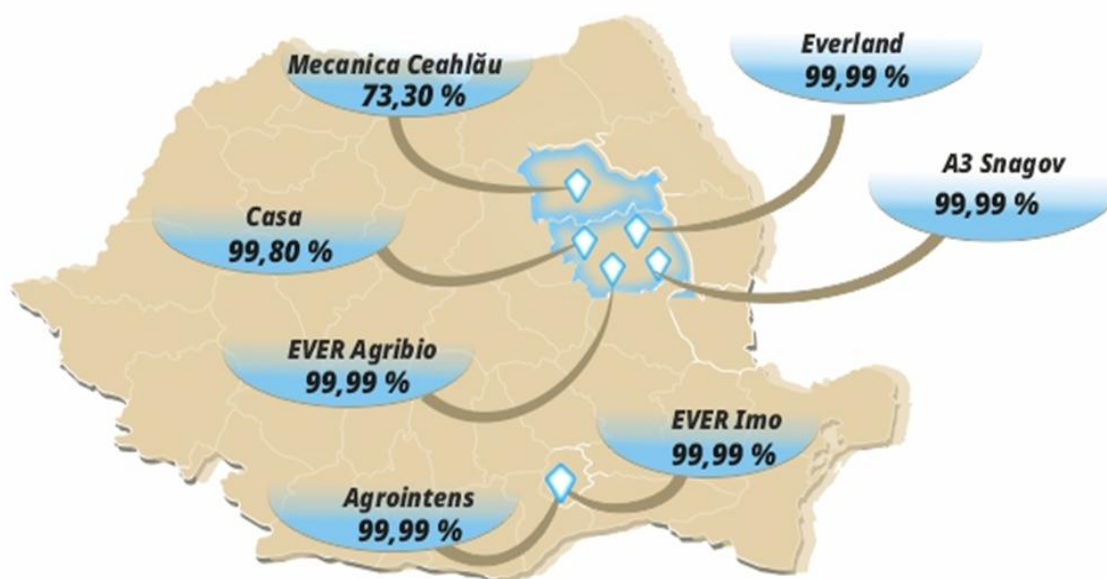 Mecanica Ceahlău
73,30 %
Everland
99,99 %
A3 Snagov
99,99 %
Casa
99,80 %
EVER Agribio
99,99 %
EVER Imo
99,99 %
Agrointens
99,99 %